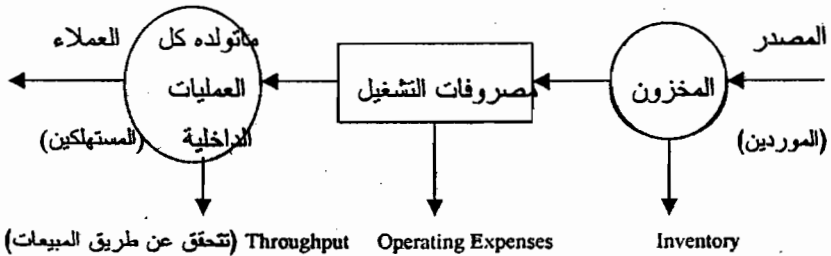 المصدر
(الموردين)
المخزون
مصروفات التشغيل
ماتولده كل
العمليات
الداخلية
العملاء
(المستهلكين)
Inventory
Operating Expenses
Throughput (تتحقق عن طريق المبيعات)